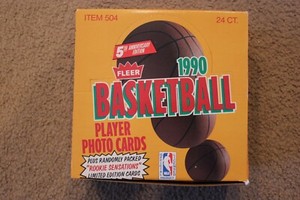 ITEM 504
24 CT.
5TH ANNIVERSARY
EDITION
FLEER
1990
BASKETBALL
PLAYER
PHOTO CARDS
PLUS RANDOMLY PACKED
"ROOKIE SENSATIONS"
LIMITED EDITION CARDS
NBA